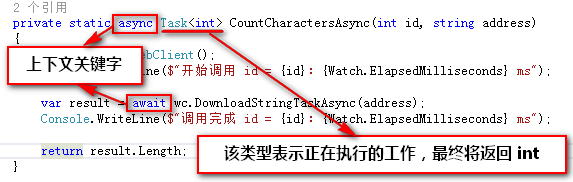 2 个引用
private static async Task<int> CountCharactersAsync(int id, string address)
{
bClient();
上下文关键字
ine($"开始调用 id = {id}: {Watch.ElapsedMilliseconds} ms");
var result = await wc.DownloadStringTaskAsync(address);
Console.WriteLine($"调用完成 id = {id}: {Watch.ElapsedMilliseconds} ms");
return result.Length;
该类型表示正在执行的工作，最终将返回 int
}